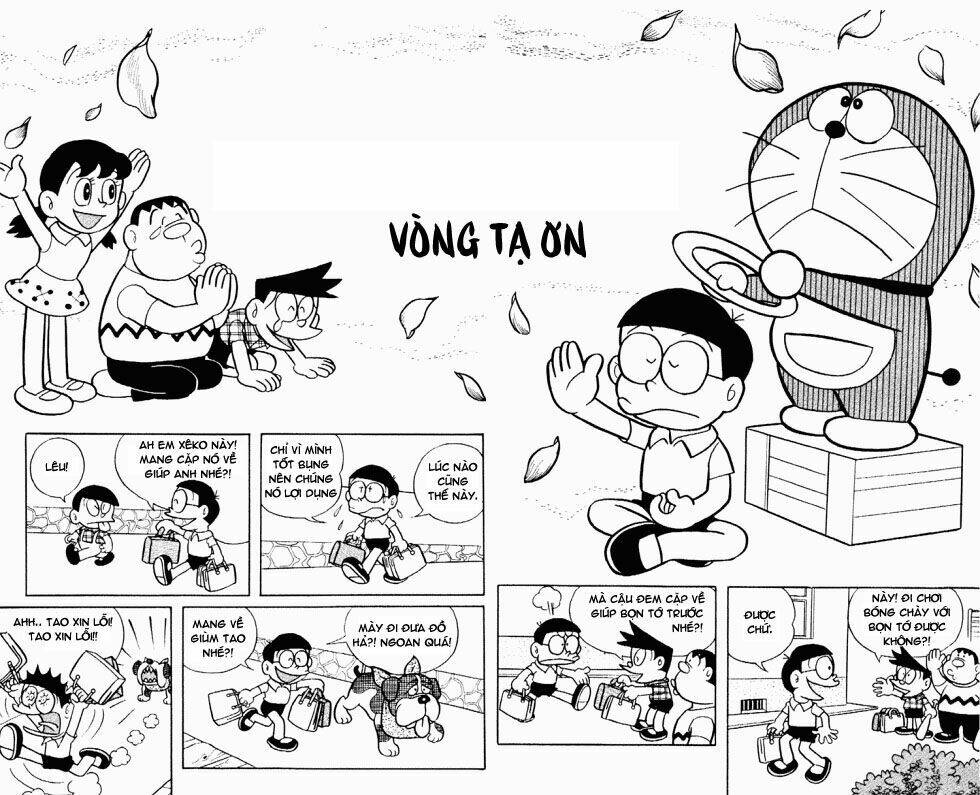 VÒNG TẠ ƠN
NÀY! ĐI CHƠI
BÓNG CHÀY VỚI
BỌN TỚ ĐƯỢC
KHÔNG?!
ĐƯỢC
CHỨ.
MÀ CẬU ĐEM CẶP VỀ
GIÚP BỌN TỚ TRƯỚC
NHÉ?!
LÚC NÀO
CŨNG
THẾ NÀY.
CHỈ VÌ MÌNH
TỐT BỤNG
NÊN CHÚNG
NÓ LỢI DỤNG
AH EM XÊKO NÀY!
MANG CẶP NÓ VỀ
GIÚP ANH NHÉ?!
LÊU!
MÀY ĐI ĐƯA ĐỒ
HẢ?! NGOAN QUÁ!
MANG VỀ
GIÙM TAO
NHÉ?!
AHH.. TAO XIN LỖI!
TAO XIN LỖI!!